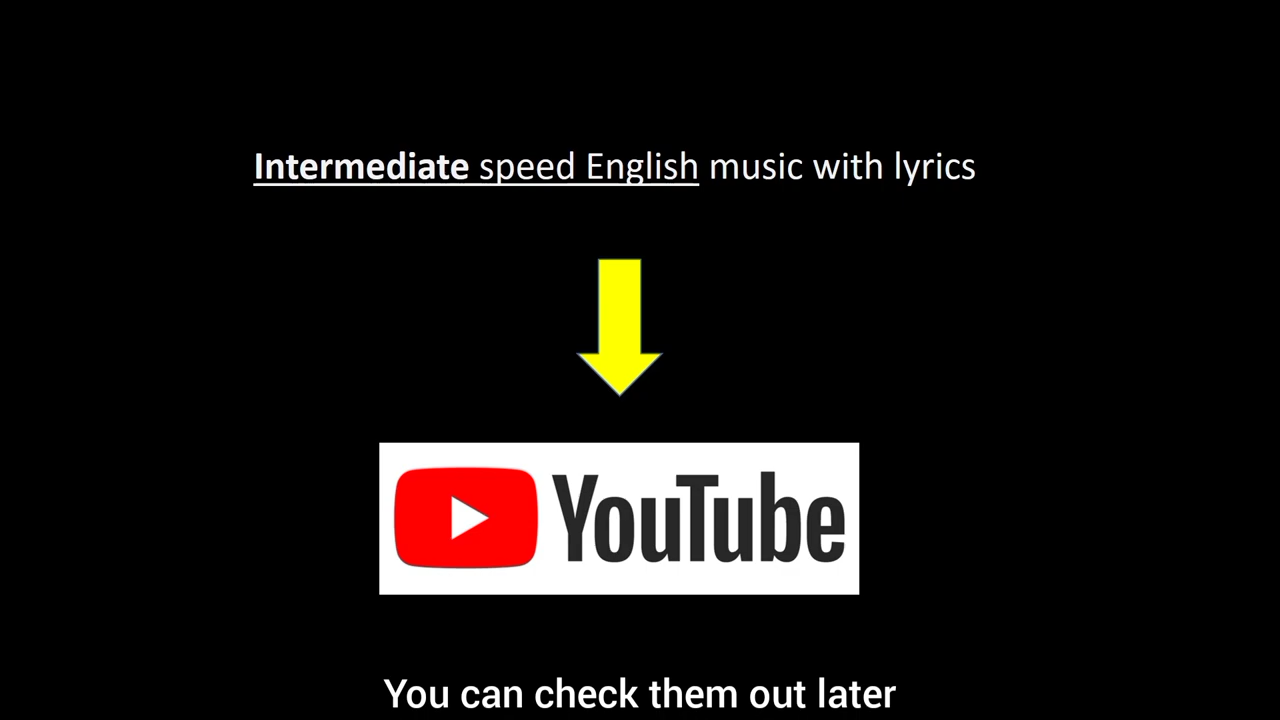 Intermediate speed English music with lyrics
YouTube
You can check them out later